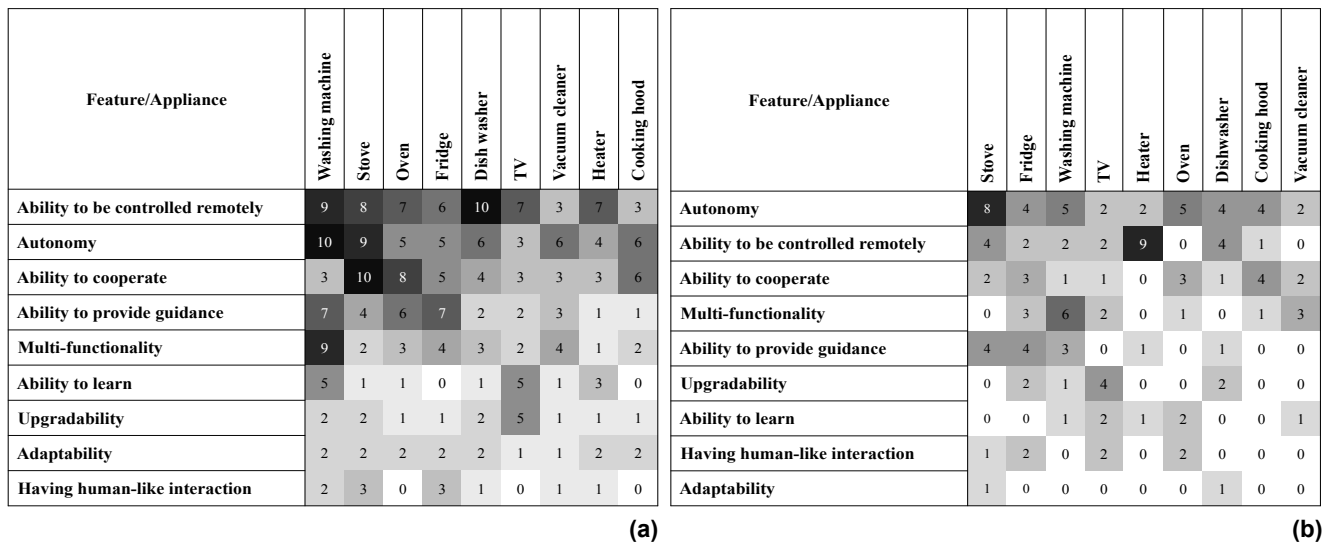 Feature/Appliance Washing machine Stove Oven Fridge Dish washer TV Vacuum cleaner Heater Cooking hood
Ability to be controlled remotely 9 8 7 6 10 7 3 7 3
Autonomy 10 9 5 5 6 3 6 4 6
Ability to cooperate 3 10 8 5 4 3 3 3 6
Ability to provide guidance 7 4 6 7 2 2 3 1 1
Multi-functionality 9 2 3 4 3 2 4 1 2
Ability to learn 5 1 1 0 1 5 1 3 0
Upgradability 2 2 1 1 2 5 1 1 1
Adaptability 2 2 2 2 2 1 1 2 2
Having human-like interaction 2 3 0 3 1 0 1 1 0
(a)
Feature/Appliance Stove Fridge Washing machine TV Heater Oven Dishwasher Cooking hood Vacuum cleaner
Autonomy 8 4 5 2 2 5 4 4 2
Ability to be controlled remotely 4 2 2 2 9 0 4 1 0
Ability to cooperate 2 3 1 1 0 3 1 4 2
Multi-functionality 0 3 6 2 0 1 0 1 3
Ability to provide guidance 4 4 3 0 1 0 1 0 0
Upgradability 0 2 1 4 0 0 2 0 0
Ability to learn 0 0 1 2 1 2 0 0 1
Having human-like interaction 1 2 0 2 0 2 0 0 0
Adaptability 1 0 0 0 0 0 1 0 0
(b)